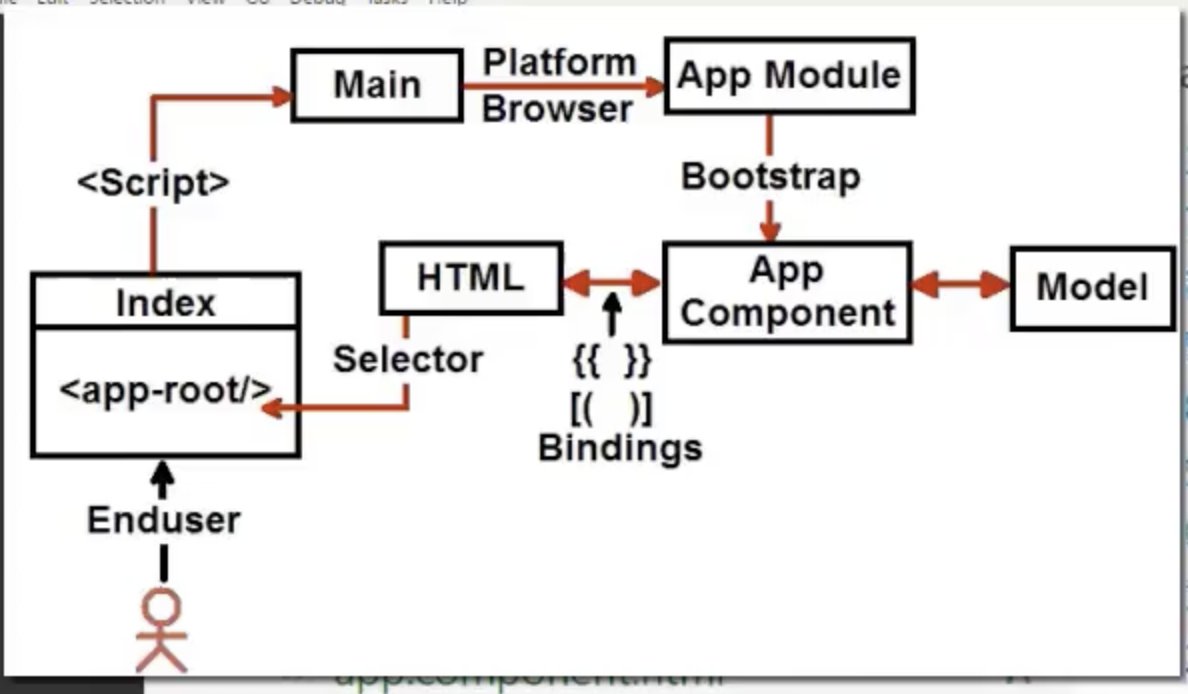 Edit Selection View Go Debug Tasks Help
Main
Platform
Browser
App Module
<Script>
Bootstrap
Index
HTML
App
Component
Model
<app-root/>
Selector
{{ }}
[( )]
Bindings
Enduser
app.component.html